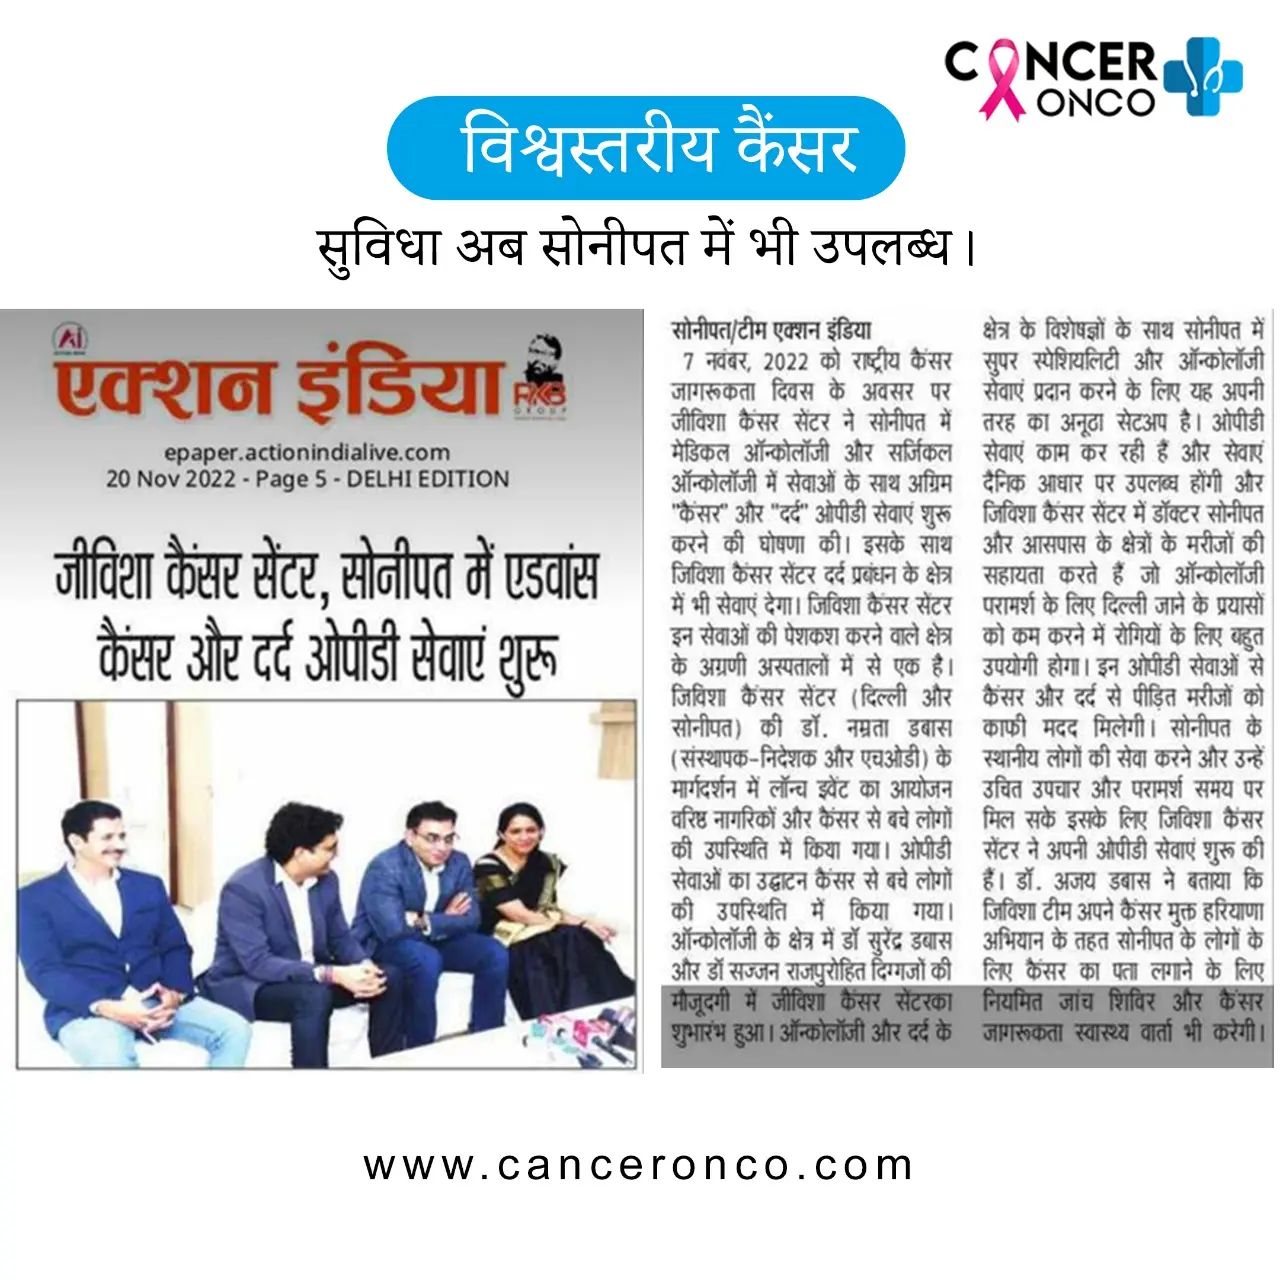 CANCER
ONCO
विश्वस्तरीय कैंसर
सुविधा अब सोनीपत में भी उपलब्ध।
Ai
एक्शन इंडिया
RKB
GROUP
epaper.actionindialive.com
20 Nov 2022 - Page 5 - DELHI EDITION
जीविशा कैंसर सेंटर, सोनीपत में एडवांस
कैंसर और दर्द ओपीडी सेवाएं शुरू
सोनीपत/टीम एक्शन इंडिया
7 नवंबर, 2022 को राष्ट्रीय कैंसर
जागरूकता दिवस के अवसर पर
जीविशा कैंसर सेंटर ने सोनीपत में
मेडिकल ऑन्कोलॉजी और सर्जिकल
ऑन्कोलॉजी में सेवाओं के साथ अग्रिम
"कैंसर" और "दर्द" ओपीडी सेवाएं शुरू
करने की घोषणा की। इसके साथ
जिविशा कैंसर सेंटर दर्द प्रबंधन के क्षेत्र
में भी सेवाएं देगा। जिविशा कैंसर सेंटर
इन सेवाओं की पेशकश करने वाले क्षेत्र
के अग्रणी अस्पतालों में से एक है।
जिविशा कैंसर सेंटर (दिल्ली और
सोनीपत) की डॉ. नम्रता डबास
(संस्थापक-निदेशक और एचओडी) के
मार्गदर्शन में लॉन्च इवेंट का आयोजन
वरिष्ठ नागरिकों और कैंसर से बचे लोगों
की उपस्थिति में किया गया। ओपीडी
सेवाओं का उद्घाटन कैंसर से बचे लोगों
की उपस्थिति में किया गया।
ऑन्कोलॉजी के क्षेत्र में डॉ सुरेंद्र डबास
और डॉ सज्जन राजपुरोहित दिग्गजों की
मौजूदगी में जीविशा कैंसर सेंटरका
शुभारंभ हुआ। ऑन्कोलॉजी और दर्द के
क्षेत्र के विशेषज्ञों के साथ सोनीपत में
सुपर स्पेशियलिटी और ऑन्कोलॉजी
सेवाएं प्रदान करने के लिए यह अपनी
तरह का अनूठा सेटअप है। ओपीडी
सेवाएं काम कर रही हैं और सेवाएं
दैनिक आधार पर उपलब्ध होंगी और
जिविशा कैंसर सेंटर में डॉक्टर सोनीपत
और आसपास के क्षेत्रों के मरीजों की
सहायता करते हैं जो ऑन्कोलॉजी
परामर्श के लिए दिल्ली जाने के प्रयासों
को कम करने में रोगियों के लिए बहुत
उपयोगी होगा। इन ओपीडी सेवाओं से
कैंसर और दर्द से पीड़ित मरीजों को
काफी मदद मिलेगी। सोनीपत के
स्थानीय लोगों की सेवा करने और उन्हें
उचित उपचार और परामर्श समय पर
मिल सके इसके लिए जिविशा कैंसर
सेंटर ने अपनी ओपीडी सेवाएं शुरू की
हैं। डॉ. अजय डबास ने बताया कि
जिविशा टीम अपने कैंसर मुक्त हरियाणा
अभियान के तहत सोनीपत के लोगों के
लिए कैंसर का पता लगाने के लिए
नियमित जांच शिविर और कैंसर
जागरूकता स्वास्थ्य वार्ता भी करेगी।
www.canceronco.com